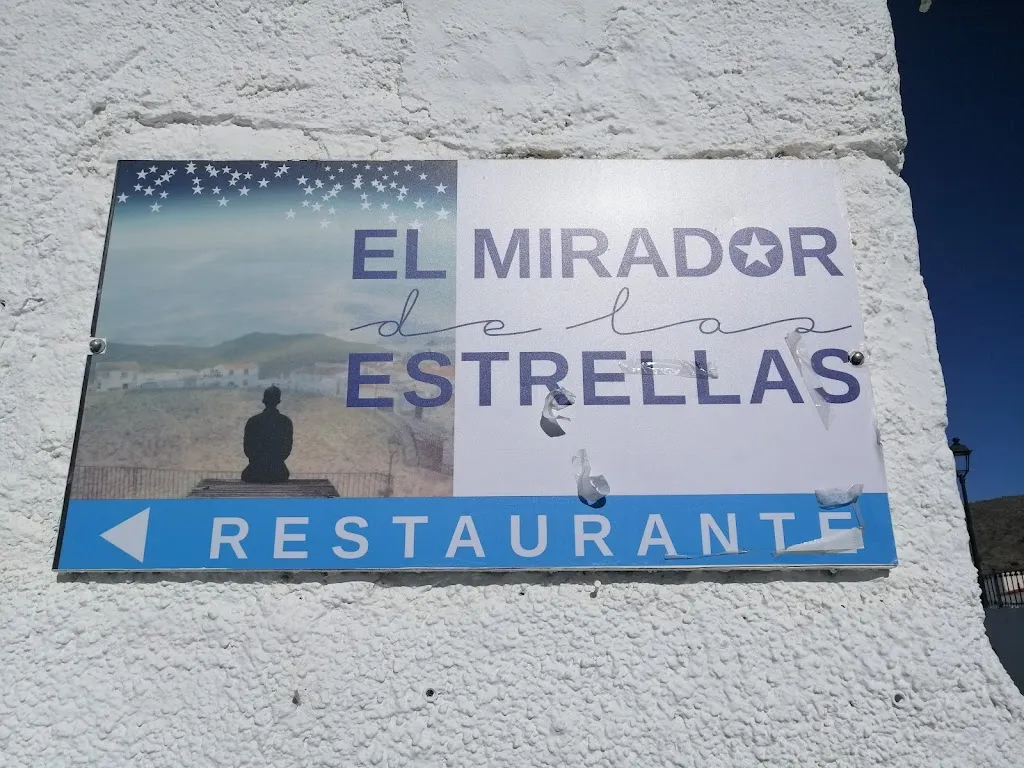 EL MIRADOR
de las
ESTRELLAS
RESTAURANTE